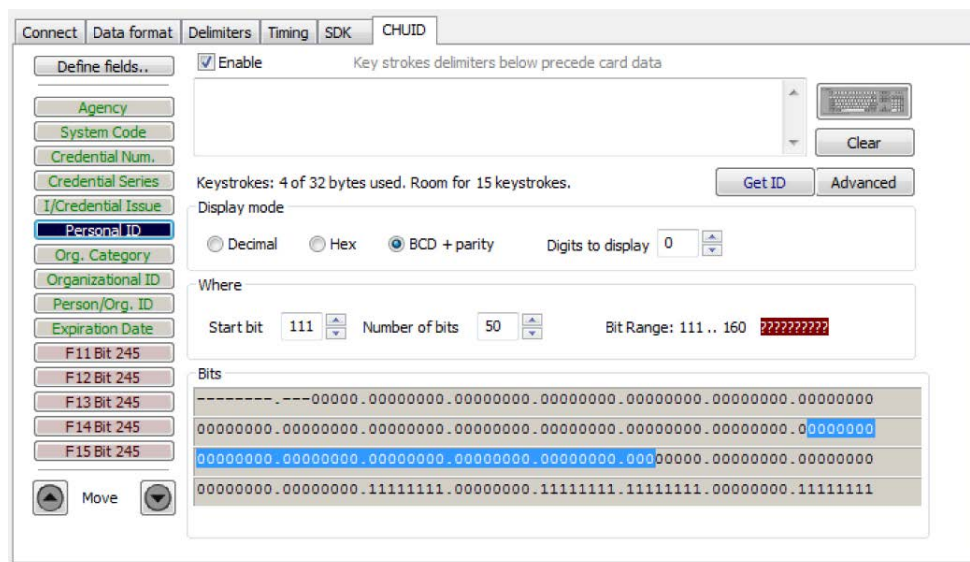 Connect Data format Delimiters Timing SDK CHUID
Define fields..
Enable Key strokes delimiters below precede card data
Agency
System Code
Credential Num.
Clear
Credential Series
Keystrokes: 4 of 32 bytes used. Room for 15 keystrokes. Get ID Advanced
I/Credential Issue
Display mode
Personal ID
Decimal Hex BCD + parity Digits to display 0
Org. Category
Organizational ID
Where
Person/Org. ID
Start bit 111 Number of bits 50 Bit Range: 111 .. 160 ??????????
Expiration Date
F11 Bit 245
F12 Bit 245
Bits
--------.---00000.00000000.00000000.00000000.00000000.00000000.00000000
F13 Bit 245
F14 Bit 245
00000000.00000000.00000000.00000000.00000000.00000000.00000000.00000000
F15 Bit 245
00000000.00000000.00000000.00000000.00000000.00000000.00000000.00000000
Move
00000000.00000000.11111111.00000000.11111111.11111111.00000000.11111111